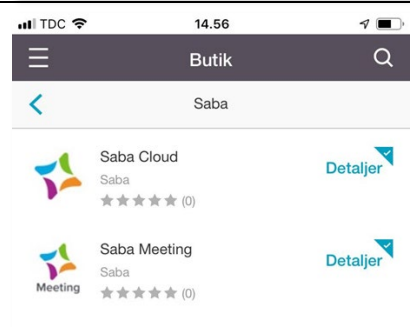 TDC 14.56
Butik
Saba
Saba Cloud
Saba
(0)
Detaljer
Saba Meeting
Saba
(0)
Detaljer
Meeting